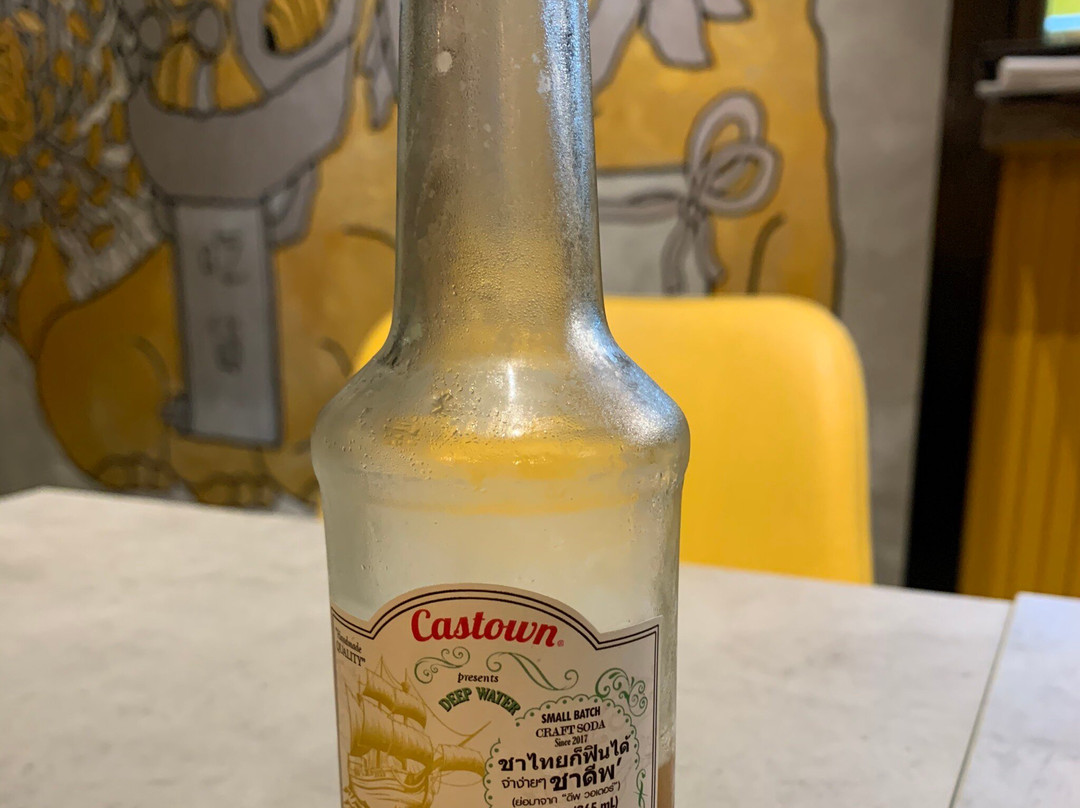 Castown®
"Handmade
QUALITY"
presents
DEEP WATER
SMALL BATCH
CRAFT SODA
Since 2017
ชาไทยก็ฟินได้
จำง่ายๆ ชาดีพ'
(ย่อมาจาก "ดีพ วอเตอร์")